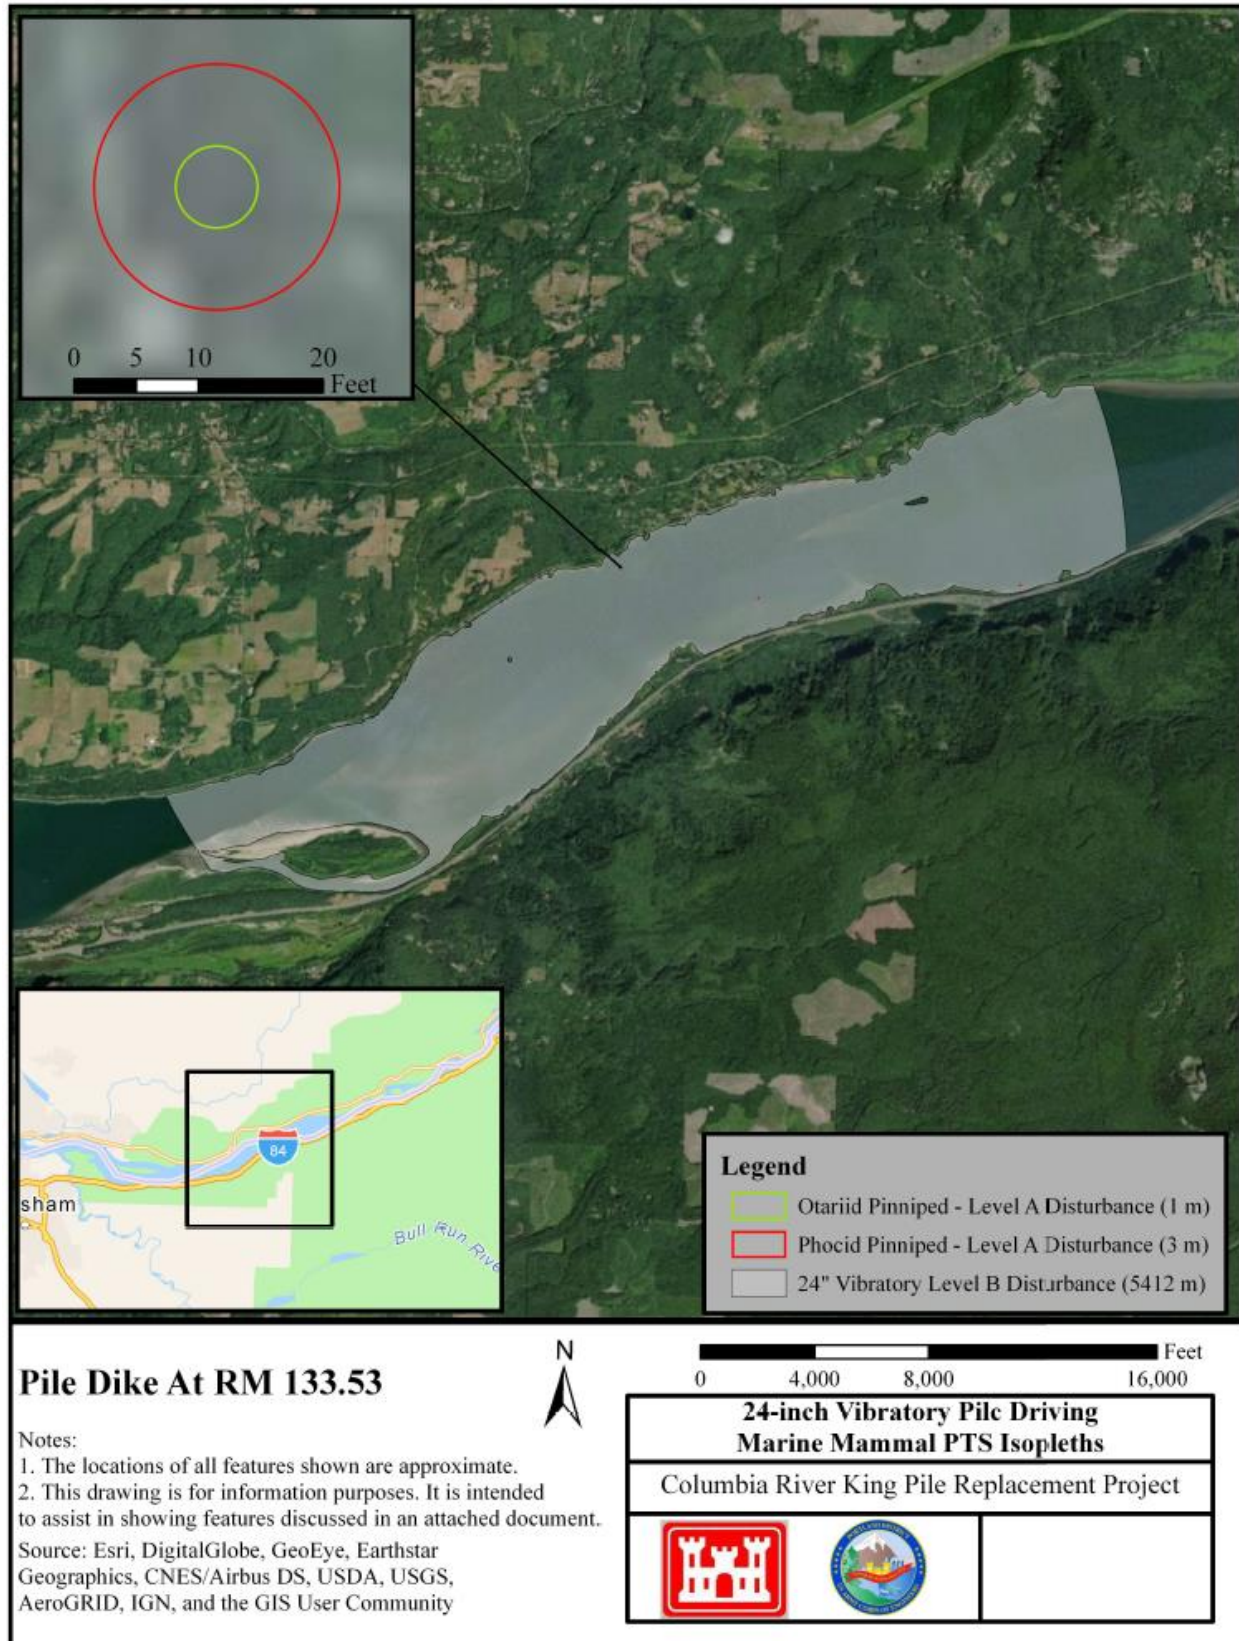 0 5 10 20
Feet
sham
84
Bull Run River
Legend
Otariid Pinniped - Level A Disturbance (1 m)
Phocid Pinniped - Level A Disturbance (3 m)
24" Vibratory Level B Disturbance (5412 m)
Pile Dike At RM 133.53
N
Feet
0 4,000 8,000 16,000
Notes:
1. The locations of all features shown are approximate.
2. This drawing is for information purposes. It is intended
to assist in showing features discussed in an attached document.
Source: Esri, DigitalGlobe, GeoEye, Earthstar
Geographics, CNES/Airbus DS, USDA, USGS,
AeroGRID, IGN, and the GIS User Community
24-inch Vibratory Pile Driving
Marine Mammal PTS Isopleths
Columbia River King Pile Replacement Project